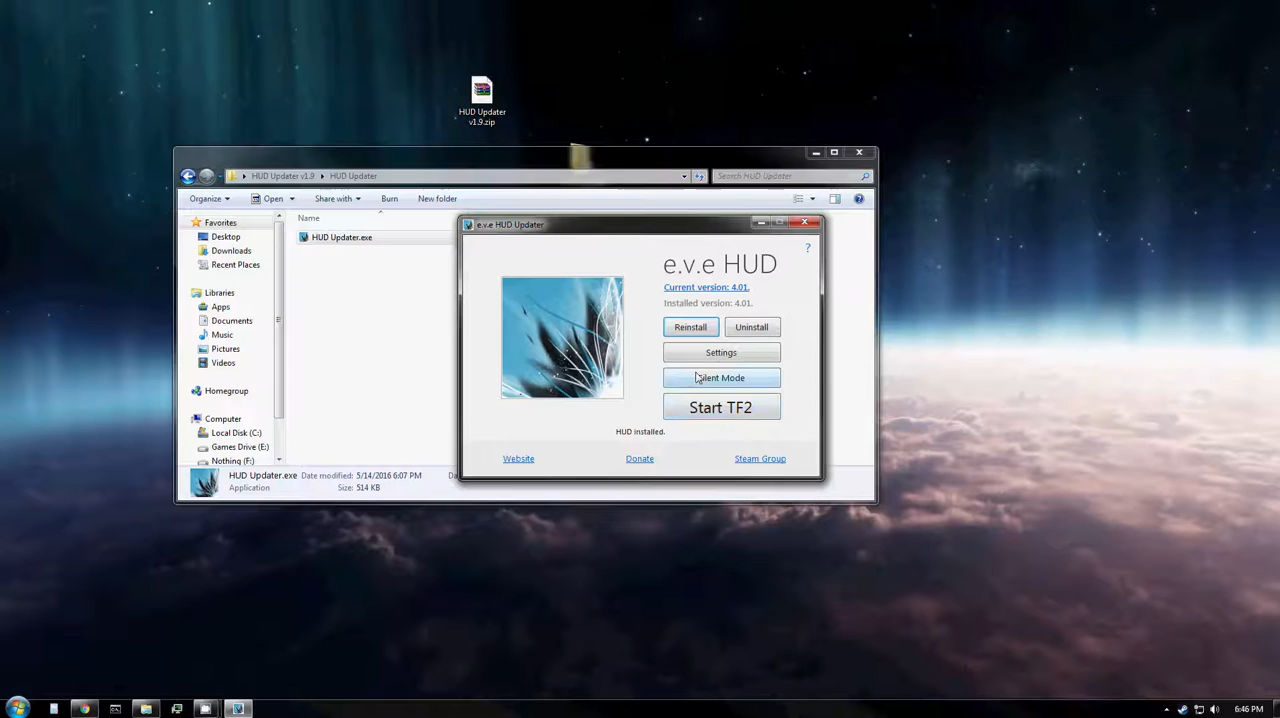 HUD Updater
v1.9.zip
HUD Updater v1.9 HUD Updater
Search HUD Updater
Organize Open Share with Burn New folder
Name
HUD Updater.exe
Favorites
Desktop
Downloads
Recent Places
Libraries
Apps
Documents
Music
Pictures
Videos
Homegroup
Computer
Local Disk (C:)
Games Drive (E:)
Nothing (F:)
HUD Updater.exe Date modified: 5/14/2016 6:07 PM
Application Size: 514 KB
e.v.e HUD Updater
?
e.v.e HUD
Current version: 4.01.
Installed version: 4.01.
Reinstall Uninstall
Settings
Silent Mode
Start TF2
HUD installed.
Website Donate Steam Group
6:46 PM